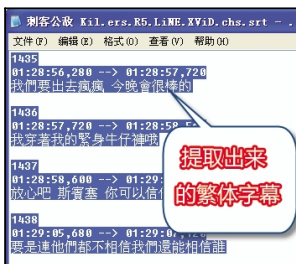 刺客公敌 Kil.ers.R5.LiNE.XViD.chs.srt - .
文件(F) 编辑(E) 格式(O) 查看(V) 帮助(H)
1435
01:28:56,280 --> 01:28:57,720
我們要出去瘋瘋 今晚會很棒的
1436
01:28:57,720 --> 01:28:58,5
我穿著我的緊身牛仔褲哦
1437
01:28:58,600 --> 01:29:
放心吧 斯賓塞 你可以信
1438
01:29:05,680 --> 01:29:07,120
要是連他們都不相信我們還能相信誰
提取出来
的繁体字幕